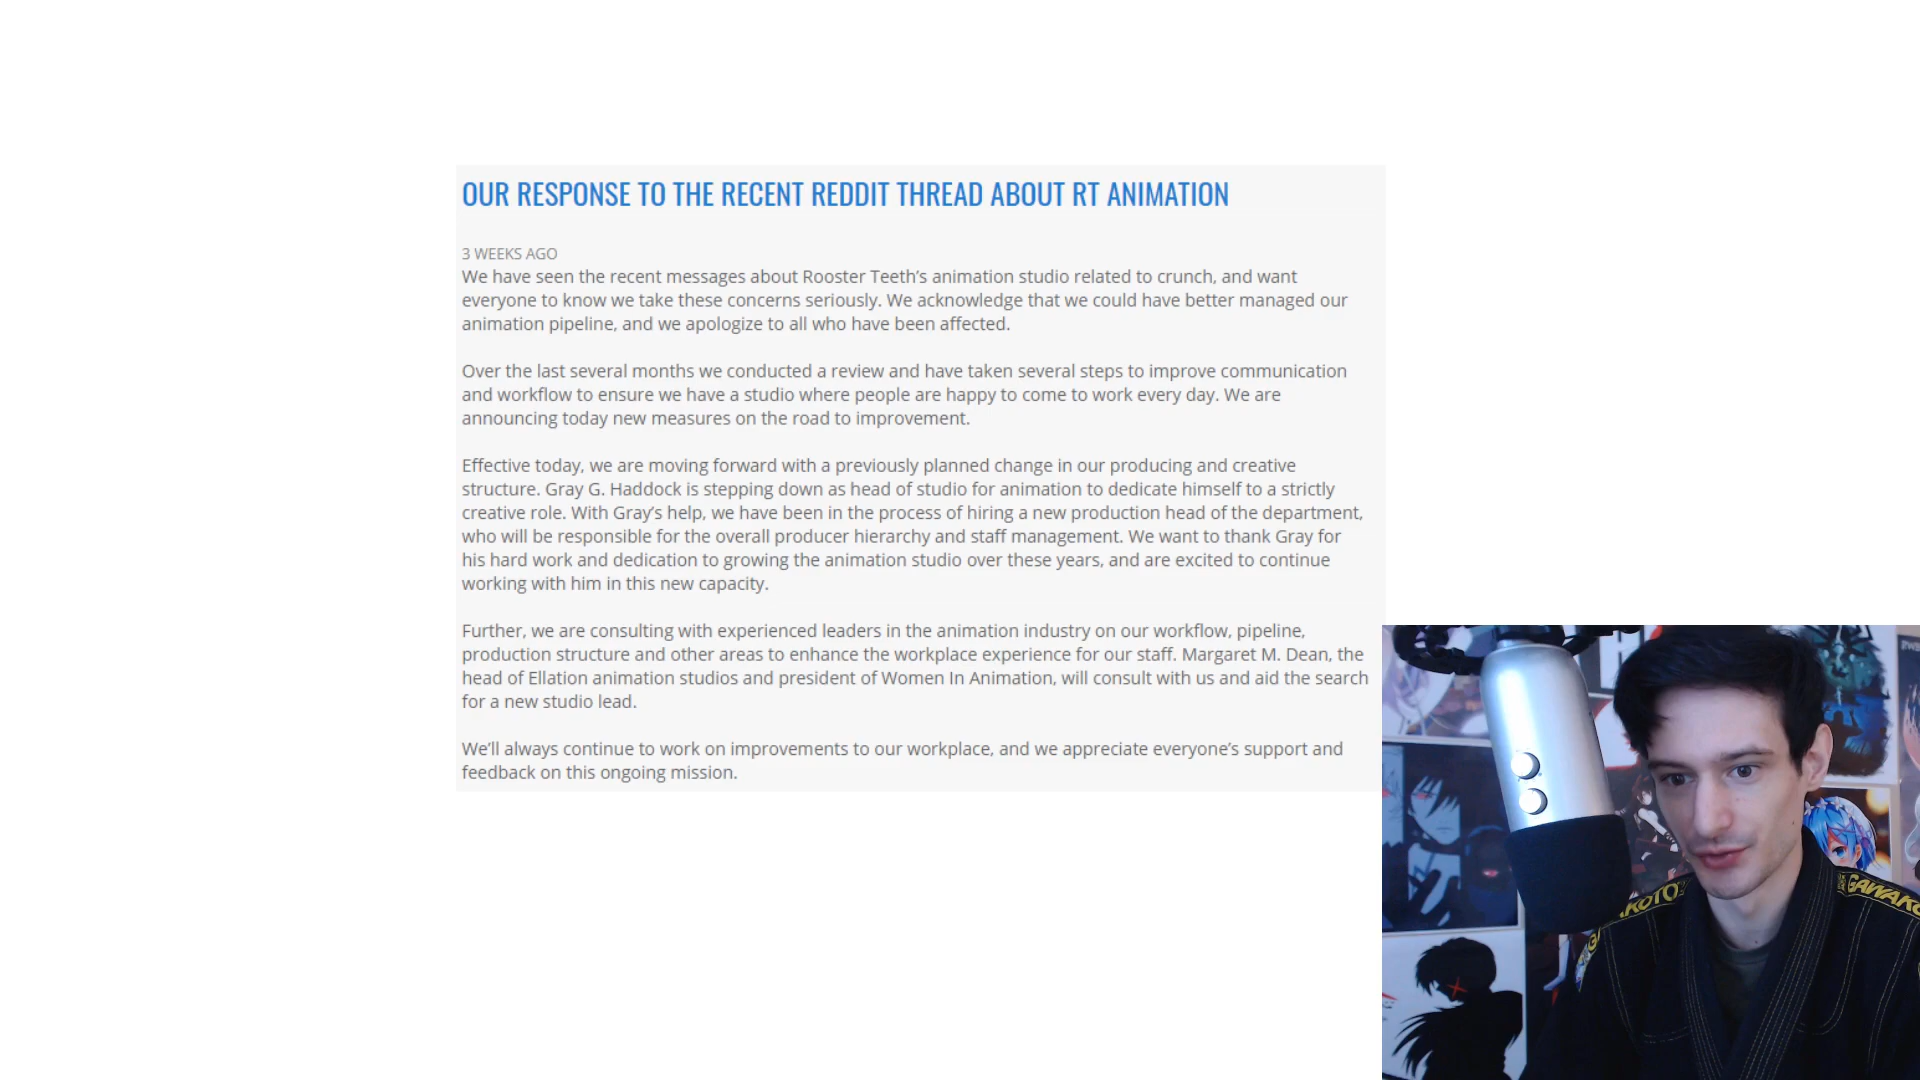 OUR RESPONSE TO THE RECENT REDDIT THREAD ABOUT RT ANIMATION
3 WEEKS AGO
We have seen the recent messages about Rooster Teeth’s animation studio related to crunch, and want
everyone to know we take these concerns seriously. We acknowledge that we could have better managed our
animation pipeline, and we apologize to all who have been affected.
Over the last several months we conducted a review and have taken several steps to improve communication
and workflow to ensure we have a studio where people are happy to come to work every day. We are
announcing today new measures on the road to improvement.
Effective today, we are moving forward with a previously planned change in our producing and creative
structure. Gray G. Haddock is stepping down as head of studio for animation to dedicate himself to a strictly
creative role. With Gray’s help, we have been in the process of hiring a new production head of the department,
who will be responsible for the overall producer hierarchy and staff management. We want to thank Gray for
his hard work and dedication to growing the animation studio over these years, and are excited to continue
working with him in this new capacity.
Further, we are consulting with experienced leaders in the animation industry on our workflow, pipeline,
production structure and other areas to enhance the workplace experience for our staff. Margaret M. Dean, the
head of Ellation animation studios and president of Women In Animation, will consult with us and aid the search
for a new studio lead.
We’ll always continue to work on improvements to our workplace, and we appreciate everyone’s support and
feedback on this ongoing mission.